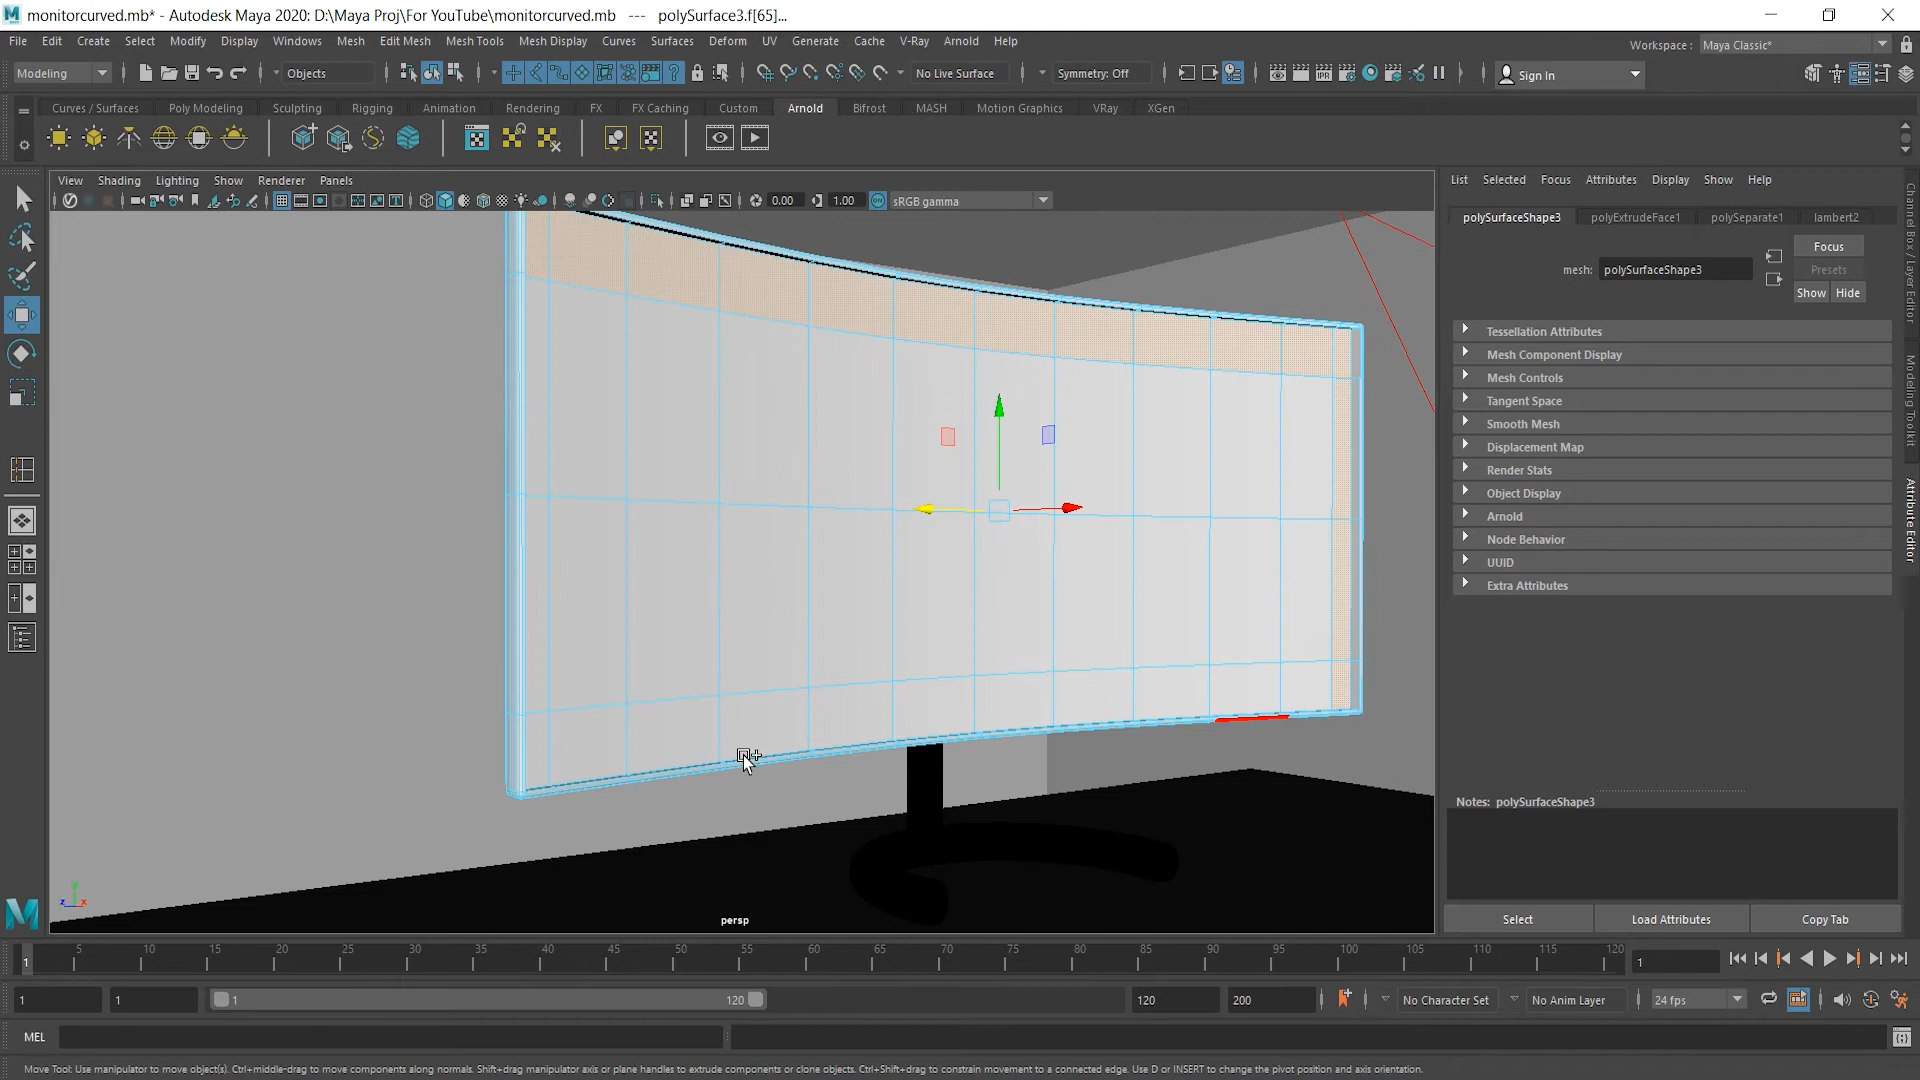 monitorcurved.mb* - Autodesk Maya 2020: D:\Maya Proj\For YouTube\monitorcurved.mb --- polySurface3.f[65]...
File Edit Create Select Modify Display Windows Mesh Edit Mesh Mesh Tools Mesh Display Curves Surfaces Deform UV Generate Cache V-Ray Arnold Help
Workspace : Maya Classic*
Modeling Objects No Live Surface Symmetry: Off Sign In
Curves / Surfaces Poly Modeling Sculpting Rigging Animation Rendering FX FX Caching Custom Arnold Bifrost MASH Motion Graphics VRay XGen
View Shading Lighting Show Renderer Panels
0.00 1.00 sRGB gamma
persp
List Selected Focus Attributes Display Show Help
polySurfaceShape3 polyExtrudeFace1 polySeparate1 lambert2
mesh: polySurfaceShape3
Focus
Presets
Show Hide
Tessellation Attributes
Mesh Component Display
Mesh Controls
Tangent Space
Smooth Mesh
Displacement Map
Render Stats
Object Display
Arnold
Node Behavior
UUID
Extra Attributes
Notes: polySurfaceShape3
Select Load Attributes Copy Tab
Channel Box / Layer Editor
Modeling Toolkit
Attribute Editor
1 5 10 15 20 25 30 35 40 45 50 55 60 65 70 75 80 85 90 95 100 105 110 115 120 1
1 1 1 120 120 200 No Character Set No Anim Layer 24 fps
MEL
Move Tool: Use manipulator to move object(s). Ctrl+middle-drag to move components along normals. Shift+drag manipulator axis or plane handles to extrude components or clone objects. Ctrl+Shift+drag to constrain movement to a connected edge. Use D or INSERT to change the pivot position and axis orientation.